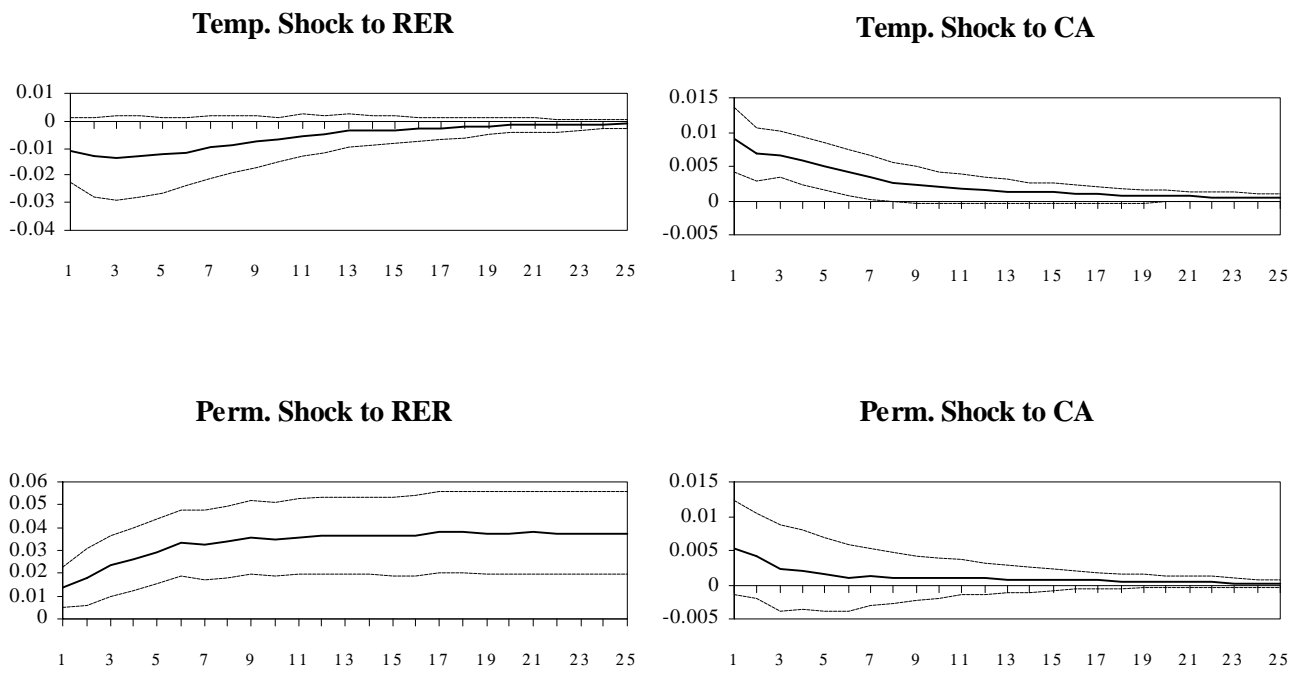 Temp. Shock to RER
0.01
0
-0.01
-0.02
-0.03
-0.04
1 3 5 7 9 11 13 15 17 19 21 23 25
Temp. Shock to CA
0.015
0.01
0.005
0
-0.005
1 3 5 7 9 11 13 15 17 19 21 23 25
Perm. Shock to RER
0.06
0.05
0.04
0.03
0.02
0.01
0
1 3 5 7 9 11 13 15 17 19 21 23 25
Perm. Shock to CA
0.015
0.01
0.005
0
-0.005
1 3 5 7 9 11 13 15 17 19 21 23 25